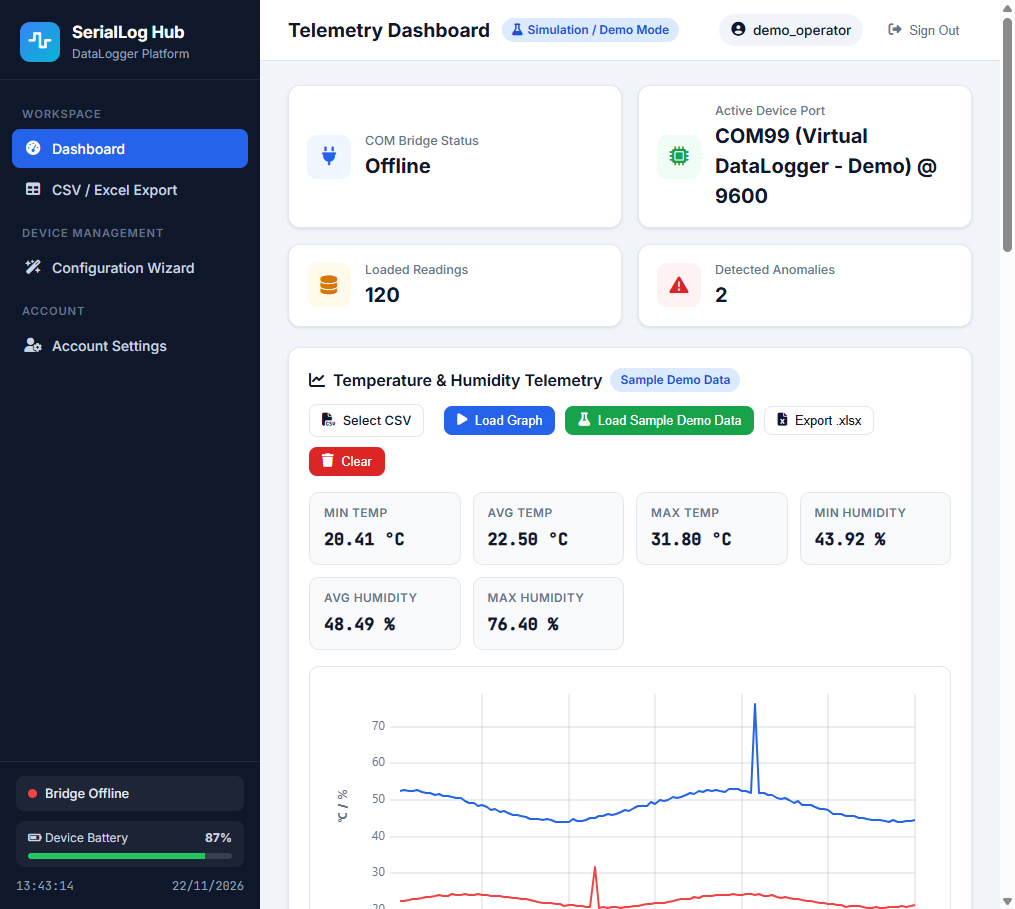 SerialLog Hub
DataLogger Platform
WORKSPACE
Dashboard
CSV / Excel Export
DEVICE MANAGEMENT
Configuration Wizard
ACCOUNT
Account Settings
Bridge Offline
Device Battery 87%
13:43:14 22/11/2026
Telemetry Dashboard Simulation / Demo Mode demo_operator Sign Out
COM Bridge Status
Offline
Active Device Port
COM99 (Virtual
DataLogger - Demo) @
9600
Loaded Readings
120
Detected Anomalies
2
Temperature & Humidity Telemetry Sample Demo Data
Select CSV Load Graph Load Sample Demo Data Export .xlsx
Clear
MIN TEMP
20.41 °C
AVG TEMP
22.50 °C
MAX TEMP
31.80 °C
MIN HUMIDITY
43.92 %
AVG HUMIDITY
48.49 %
MAX HUMIDITY
76.40 %
°C / %
70
60
50
40
30
20